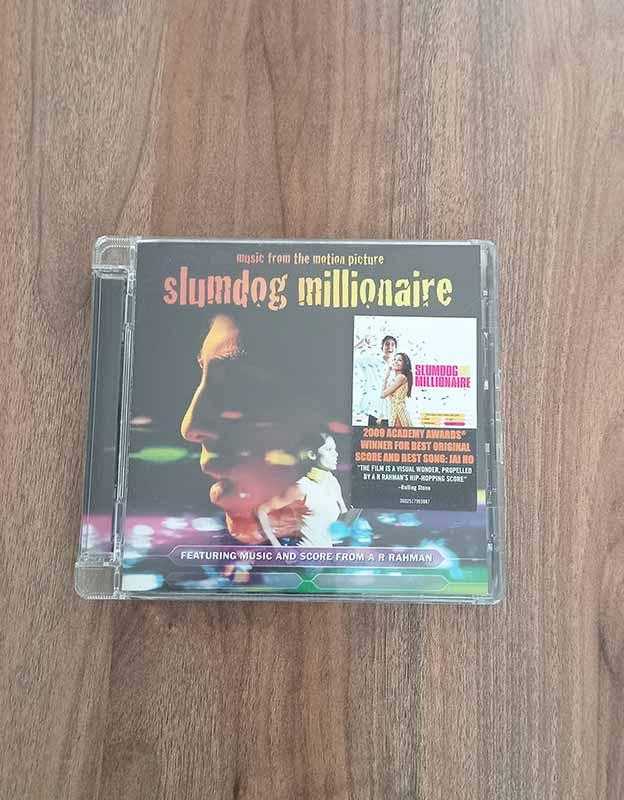 music from the motion picture
slumdog millionaire
SLUMDOG
MILLIONAIRE
2009 ACADEMY AWARDS®
WINNER FOR BEST ORIGINAL
SCORE AND BEST SONG: JAI HO
"THE FILM IS A VISUAL WONDER, PROPELLED
BY A R RAHMAN'S HIP-HOPPING SCORE"
–Rolling Stone
FEATURING MUSIC AND SCORE FROM A R RAHMAN